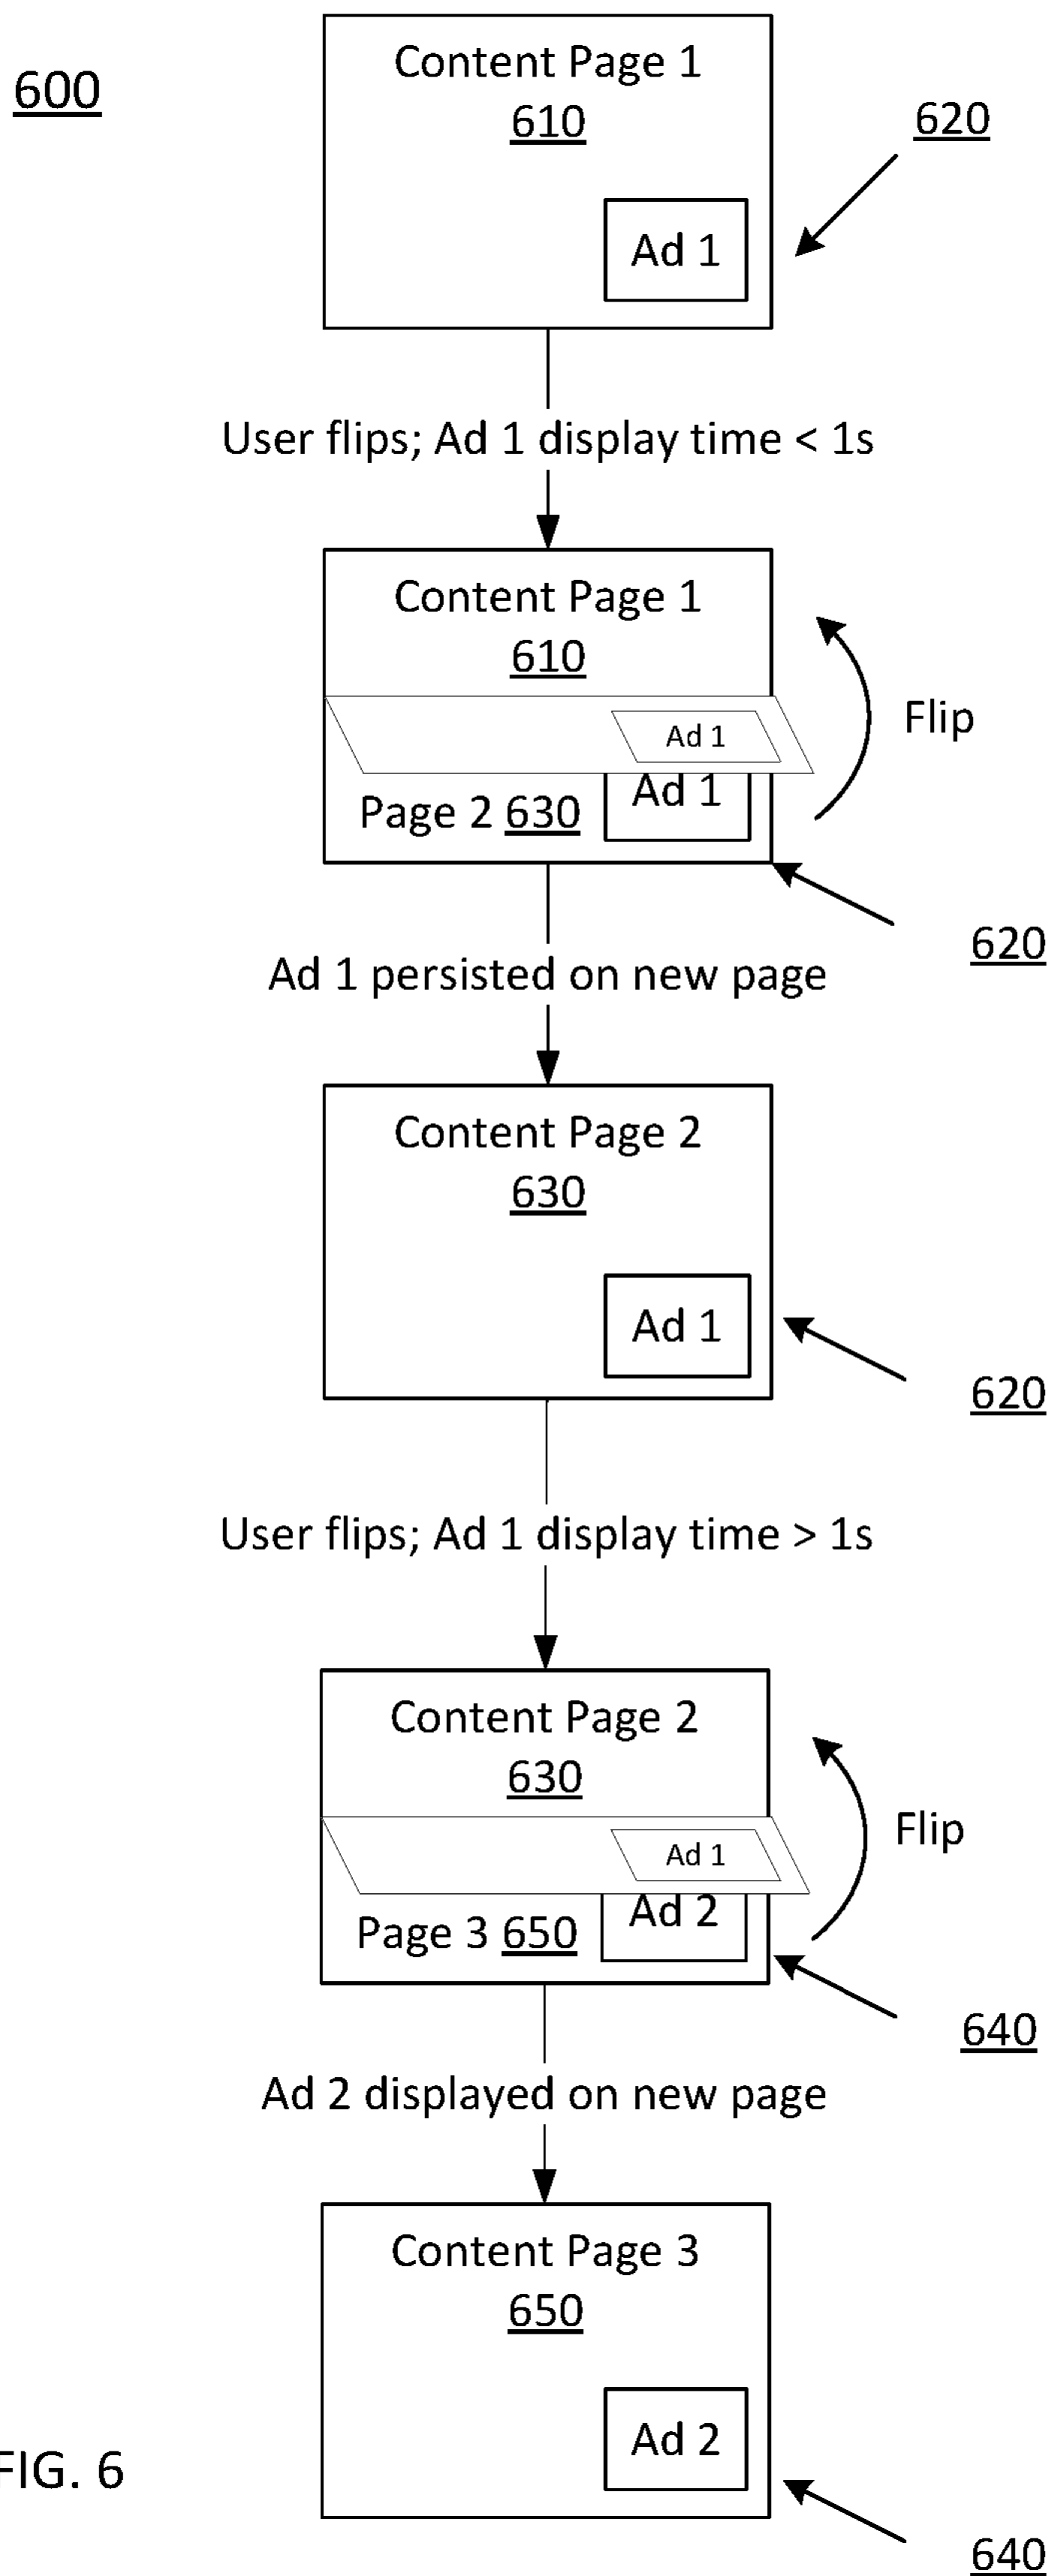 600
Content Page 1
610
620
Ad 1
User flips; Ad 1 display time < 1s
Content Page 1
610
Ad 1
Flip
Ad 1
Page 2 630
620
Ad 1 persisted on new page
Content Page 2
630
Ad 1
620
User flips; Ad 1 display time > 1s
Content Page 2
630
Ad 1
Flip
Ad 2
Page 3 650
640
Ad 2 displayed on new page
Content Page 3
650
Ad 2
FIG. 6
640